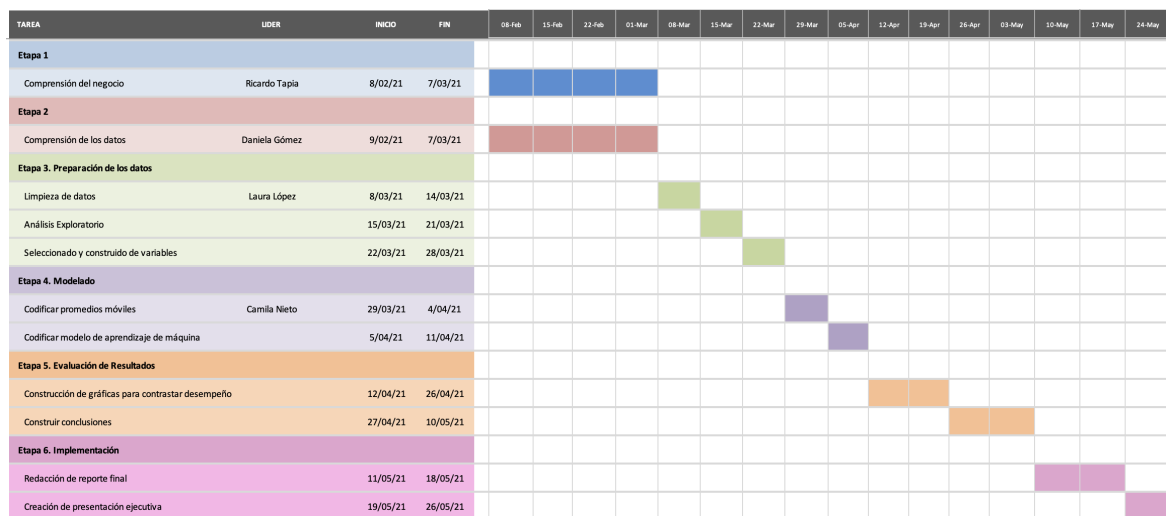 TAREA LIDER INICIO FIN 08-Feb 15-Feb 22-Feb 01-Mar 08-Mar 15-Mar 22-Mar 29-Mar 05-Apr 12-Apr 19-Apr 26-Apr 03-May 10-May 17-May 24-May
Etapa 1
Comprensión del negocio Ricardo Tapia 8/02/21 7/03/21
Etapa 2
Comprensión de los datos Daniela Gómez 9/02/21 7/03/21
Etapa 3. Preparación de los datos
Limpieza de datos Laura López 8/03/21 14/03/21
Análisis Exploratorio 15/03/21 21/03/21
Seleccionado y construido de variables 22/03/21 28/03/21
Etapa 4. Modelado
Codificar promedios móviles Camila Nieto 29/03/21 4/04/21
Codificar modelo de aprendizaje de máquina 5/04/21 11/04/21
Etapa 5. Evaluación de Resultados
Construcción de gráficas para contrastar desempeño 12/04/21 26/04/21
Construir conclusiones 27/04/21 10/05/21
Etapa 6. Implementación
Redacción de reporte final 11/05/21 18/05/21
Creación de presentación ejecutiva 19/05/21 26/05/21